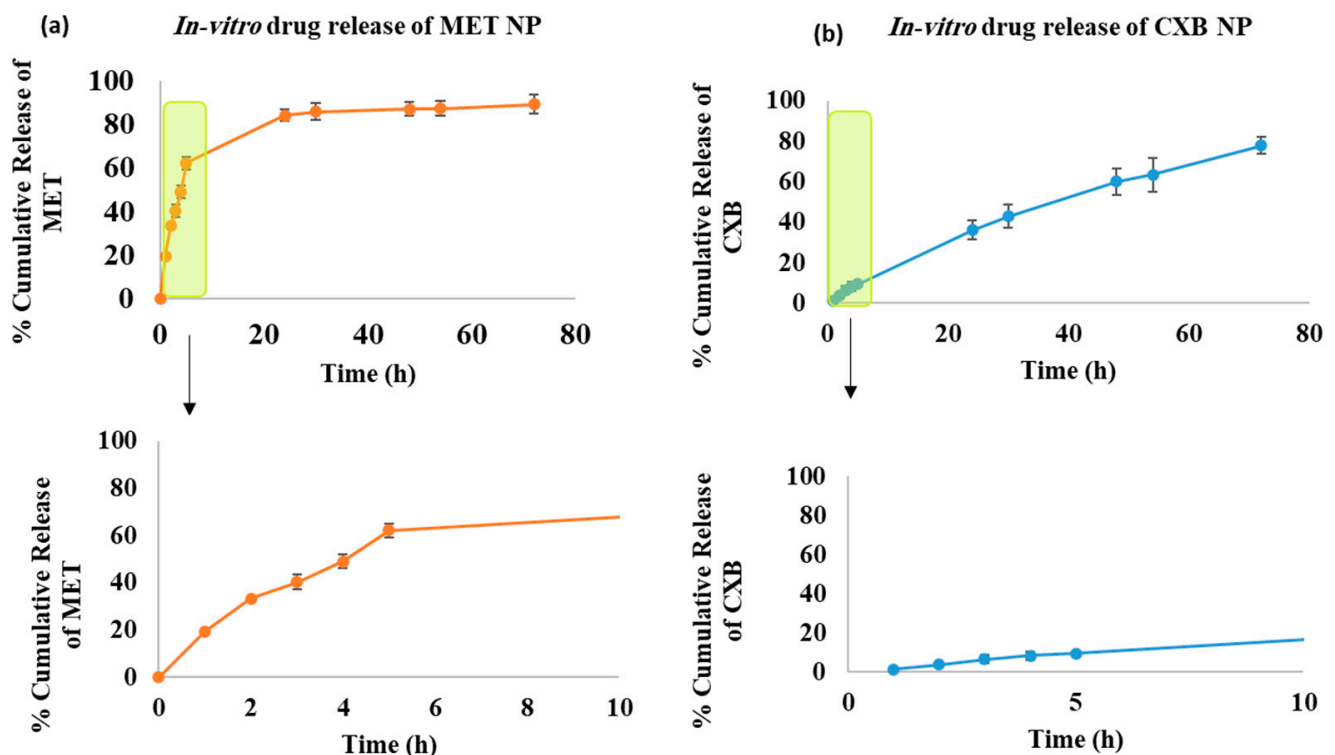 (a)
In-vitro drug release of MET NP
% Cumulative Release of
MET
100
80
60
40
20
0
0 20 40 60 80
Time (h)
% Cumulative Release
of MET
100
80
60
40
20
0
0 2 4 6 8 10
Time (h)
(b)
In-vitro drug release of CXB NP
% Cumulative Release of
CXB
100
80
60
40
20
0
0 20 40 60 80
Time (h)
% Cumulative Release
of CXB
100
80
60
40
20
0
0 5 10
Time (h)